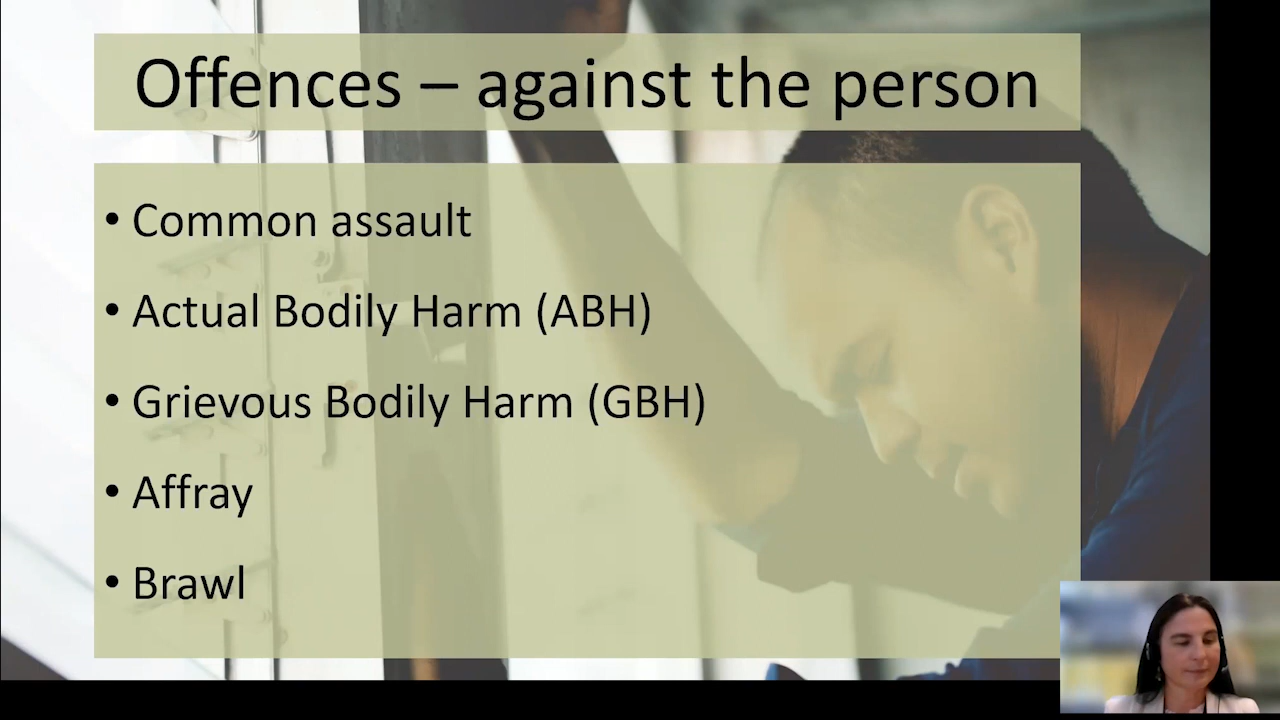 Offences – against the person
• Common assault
• Actual Bodily Harm (ABH)
• Grievous Bodily Harm (GBH)
• Affray
• Brawl